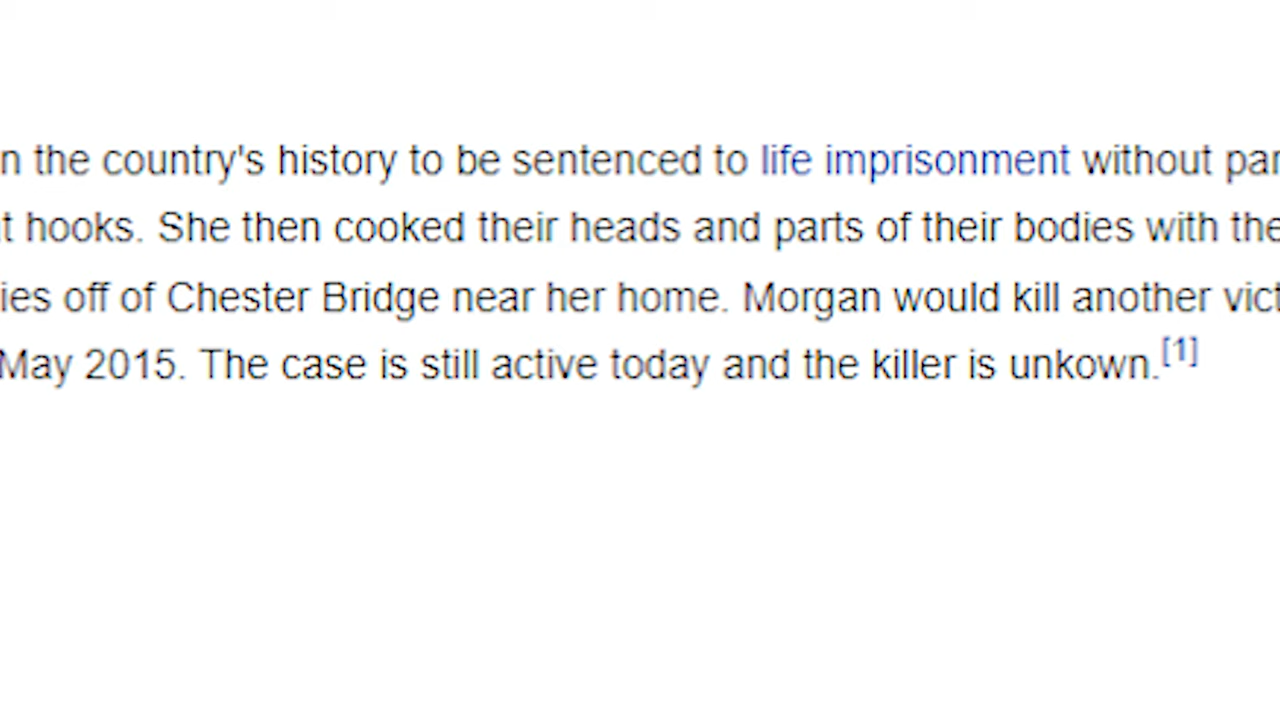 n the country's history to be sentenced to life imprisonment without par
t hooks. She then cooked their heads and parts of their bodies with the
ies off of Chester Bridge near her home. Morgan would kill another vict
May 2015. The case is still active today and the killer is unkown.[1]